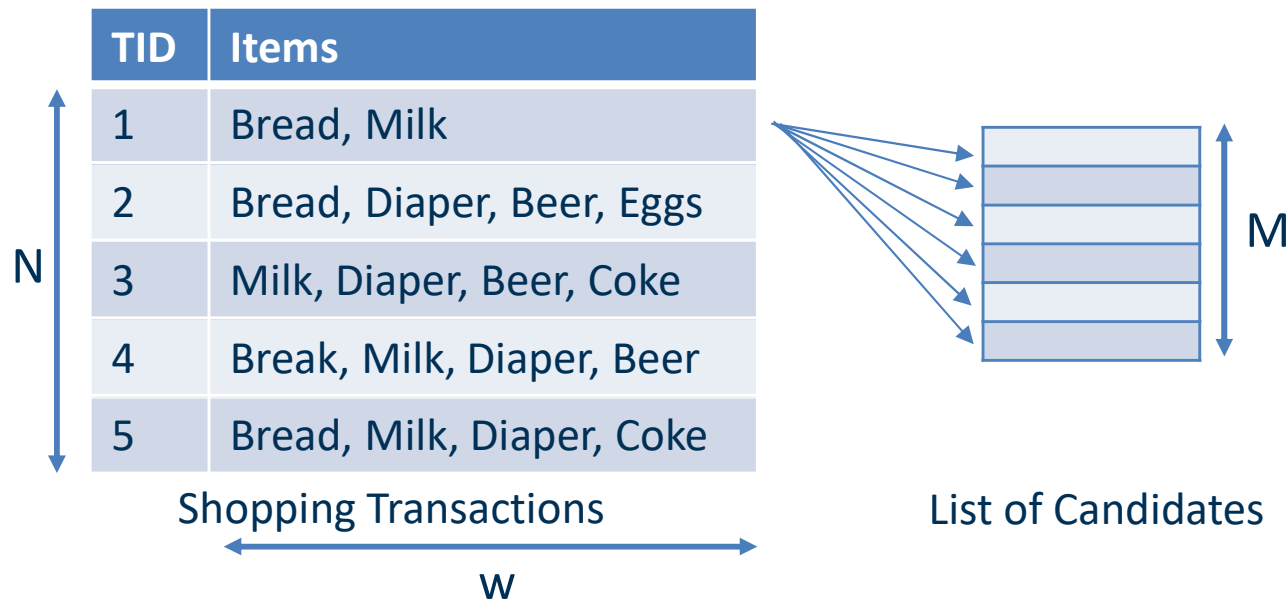 TID Items
1 Bread, Milk
2 Bread, Diaper, Beer, Eggs
3 Milk, Diaper, Beer, Coke
4 Break, Milk, Diaper, Beer
5 Bread, Milk, Diaper, Coke
N
M
Shopping Transactions
List of Candidates
w